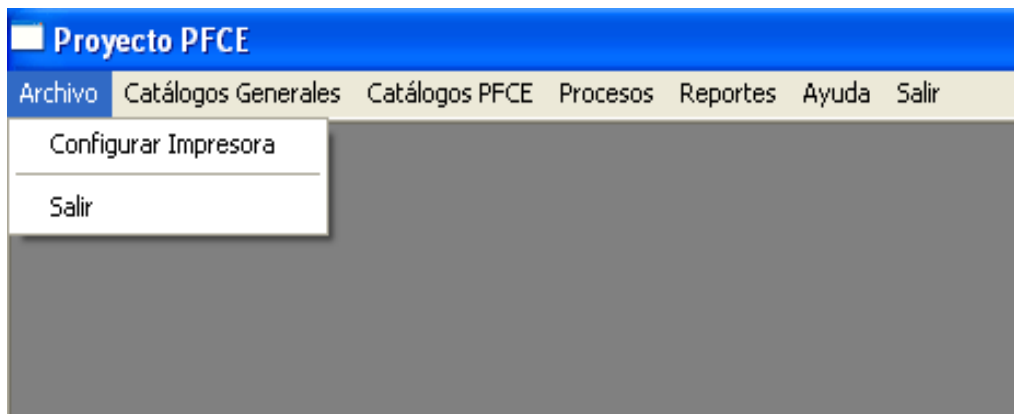 Proyecto PFCE
Archivo Catálogos Generales Catálogos PFCE Procesos Reportes Ayuda Salir
Configurar Impresora
Salir